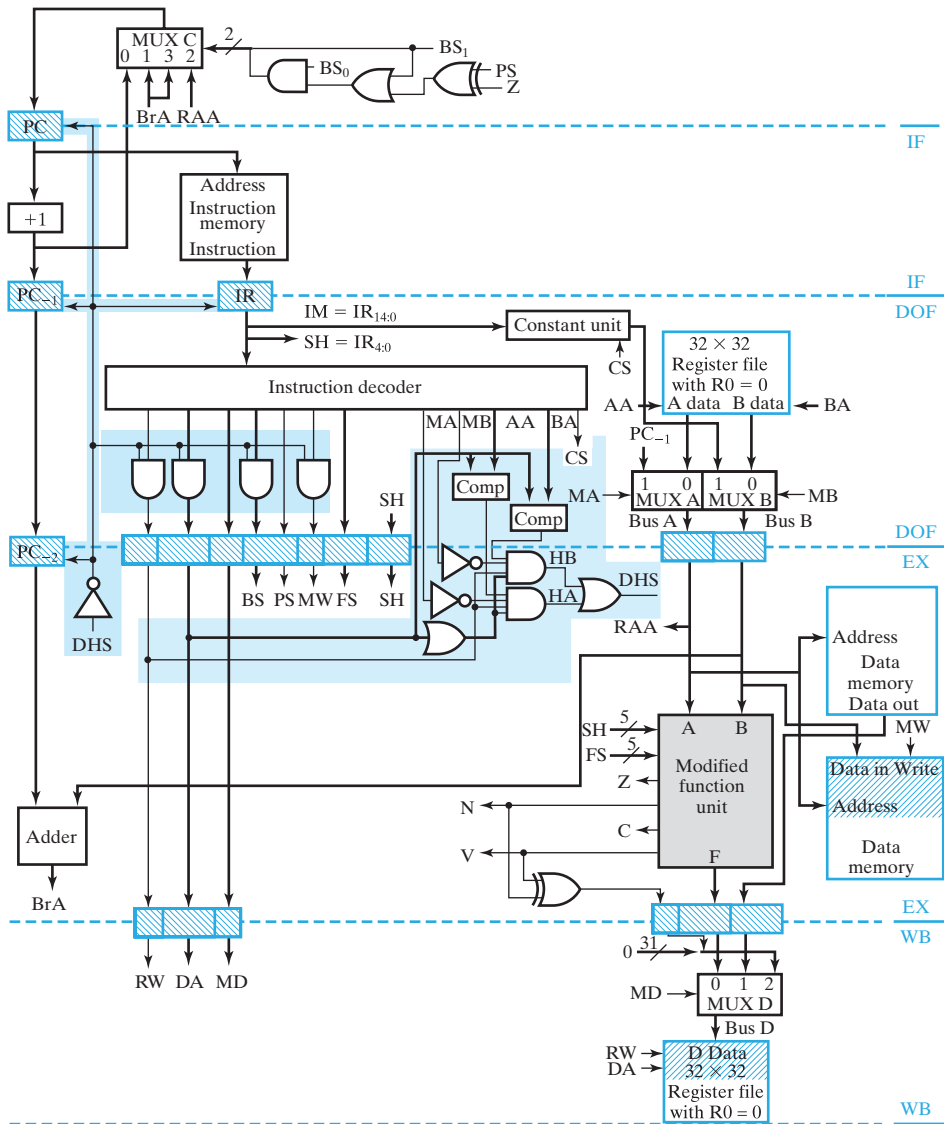 MUX C
0 1 3 2
2
BS₁
BS₀
PS
Z
BrA RAA
PC
IF
Address
Instruction
memory
Instruction
+1
PC₋₁
IR
IF
DOF
IM = IR₁₄:₀
SH = IR₄:₀
Constant unit
CS
32 × 32
Register file
with R0 = 0
A data B data
AA
BA
Instruction decoder
MA MB AA BA
CS
PC₋₁
1 0 1 0
MUX A MUX B
MA
MB
Bus A
Bus B
Comp
Comp
SH
PC₋₂
DOF
EX
BS PS MW FS SH
HB
HA
DHS
DHS
RAA
Address
Data
memory
Data out
MW
Data in Write
Address
Data
memory
SH 5
FS 5
A B
Modified
function
unit
F
Z
N
C
V
Adder
BrA
EX
WB
RW DA MD
0 31
0 1 2
MUX D
MD
Bus D
RW
DA
D Data
32 × 32
Register file
with R0 = 0
WB